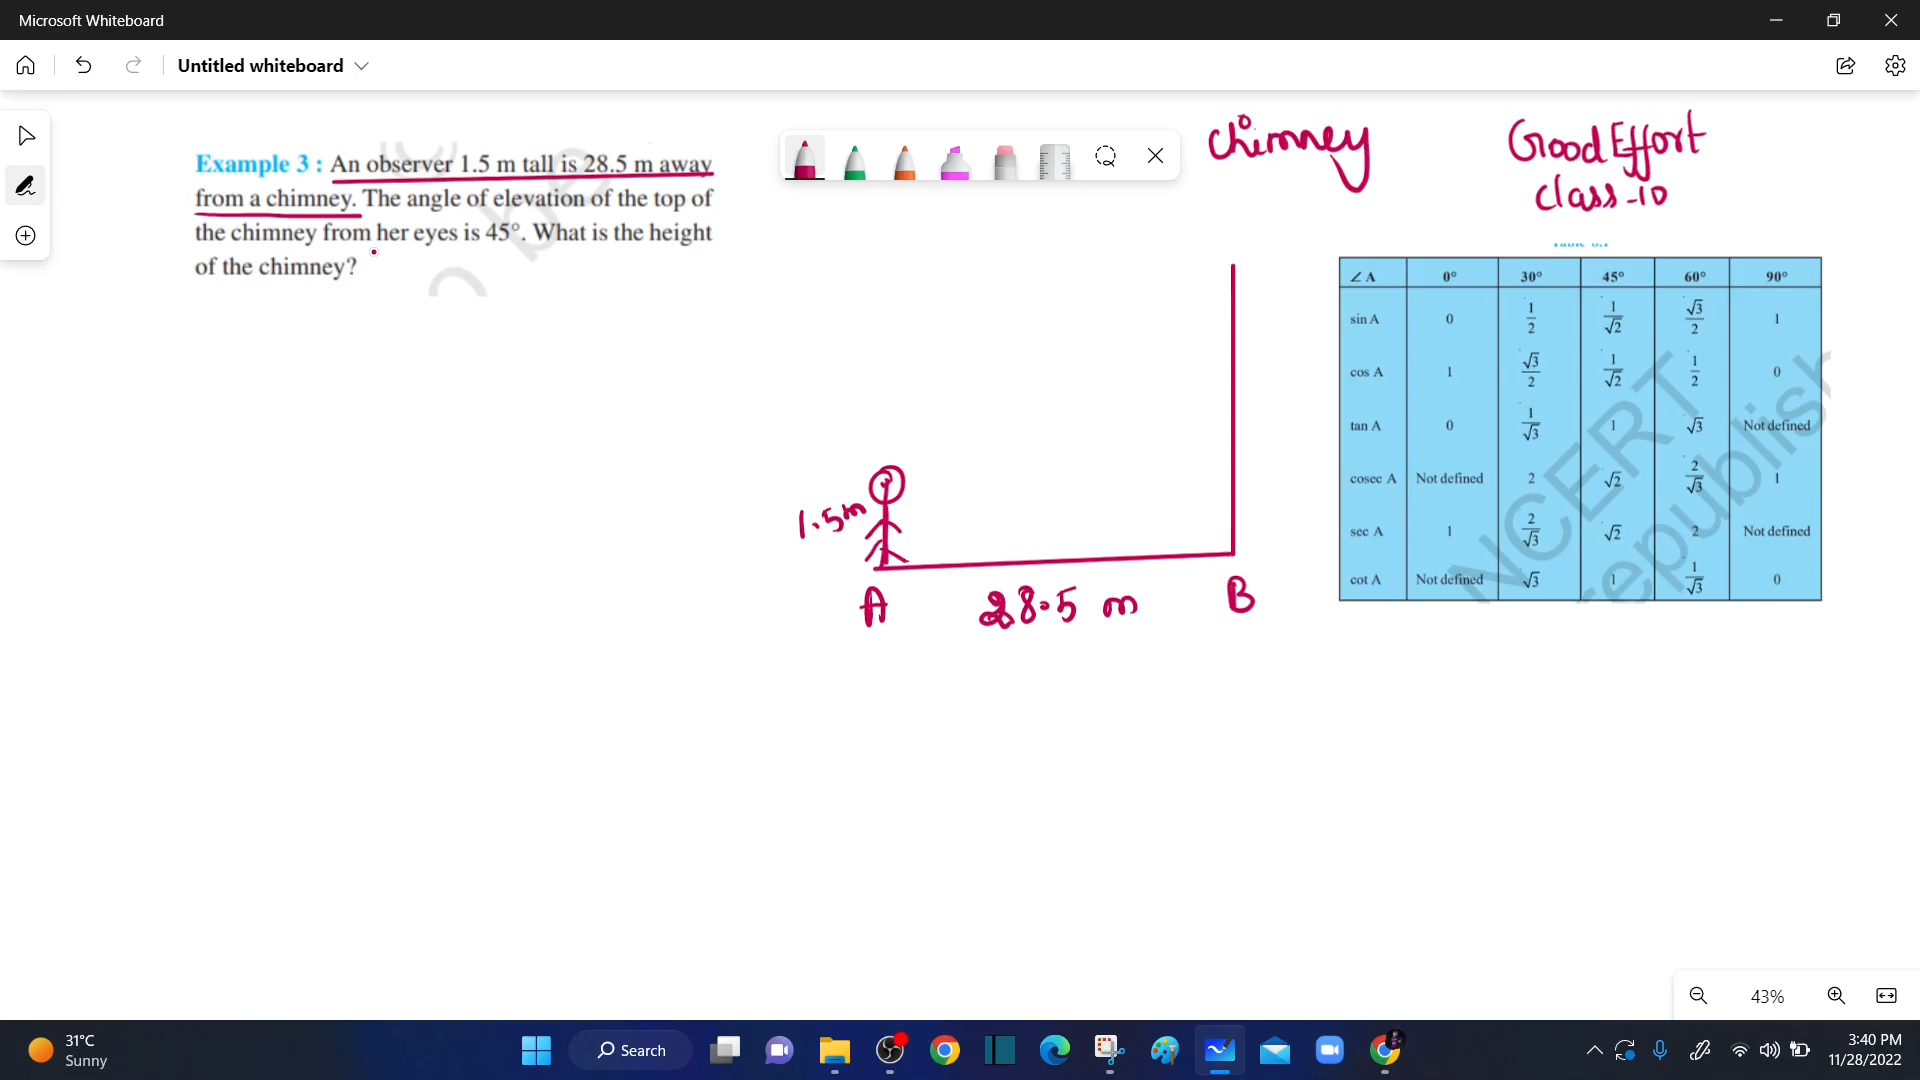 Microsoft Whiteboard
Untitled whiteboard
Example 3 : An observer 1.5 m tall is 28.5 m away
from a chimney. The angle of elevation of the top of
the chimney from her eyes is 45°. What is the height
of the chimney?
chimney
Good Effort
class-10
∠ A 0° 30° 45° 60° 90°
sin A 0 1/2 1/√2 √3/2 1
cos A 1 √3/2 1/√2 1/2 0
tan A 0 1/√3 1 √3 Not defined
cosec A Not defined 2 √2 2/√3 1
sec A 1 2/√3 √2 2 Not defined
cot A Not defined √3 1 1/√3 0
NCERT
republish
1.5m
A 28.5 m B
43%
31°C
Sunny
Search
3:40 PM
11/28/2022